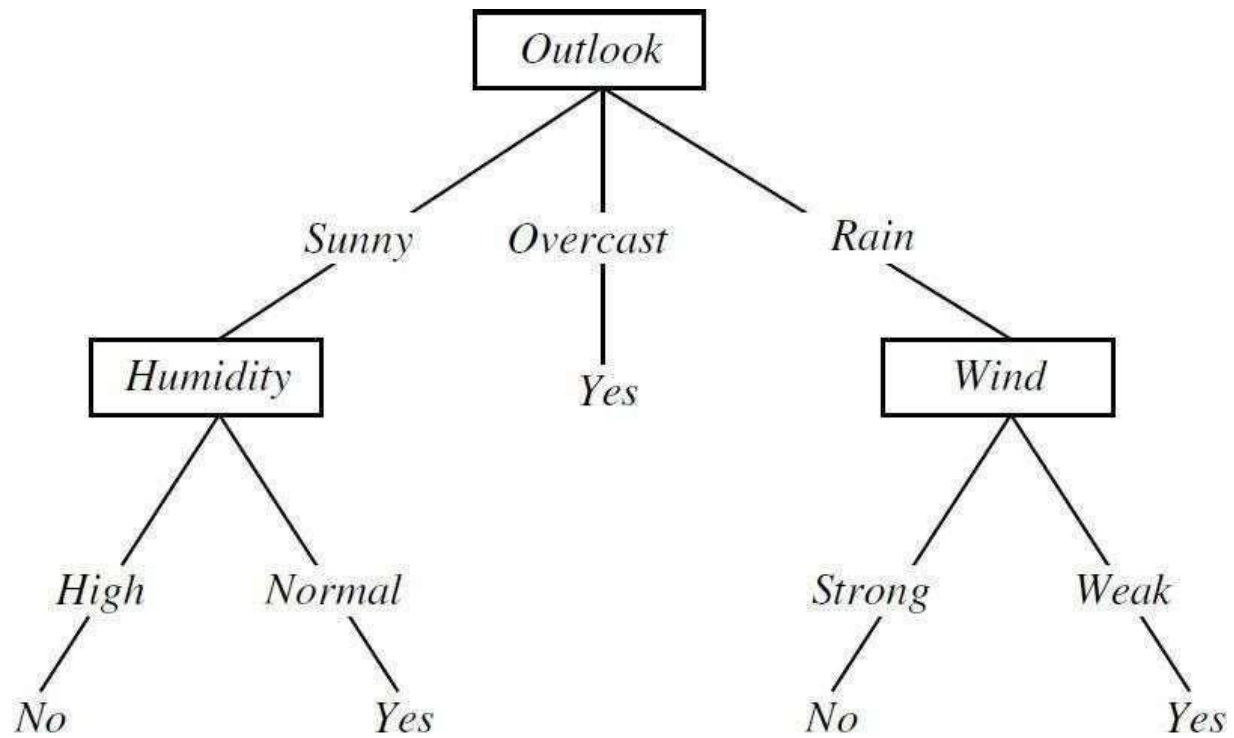 Outlook
Sunny Overcast Rain
Humidity Yes Wind
High Normal Strong Weak
No Yes No Yes